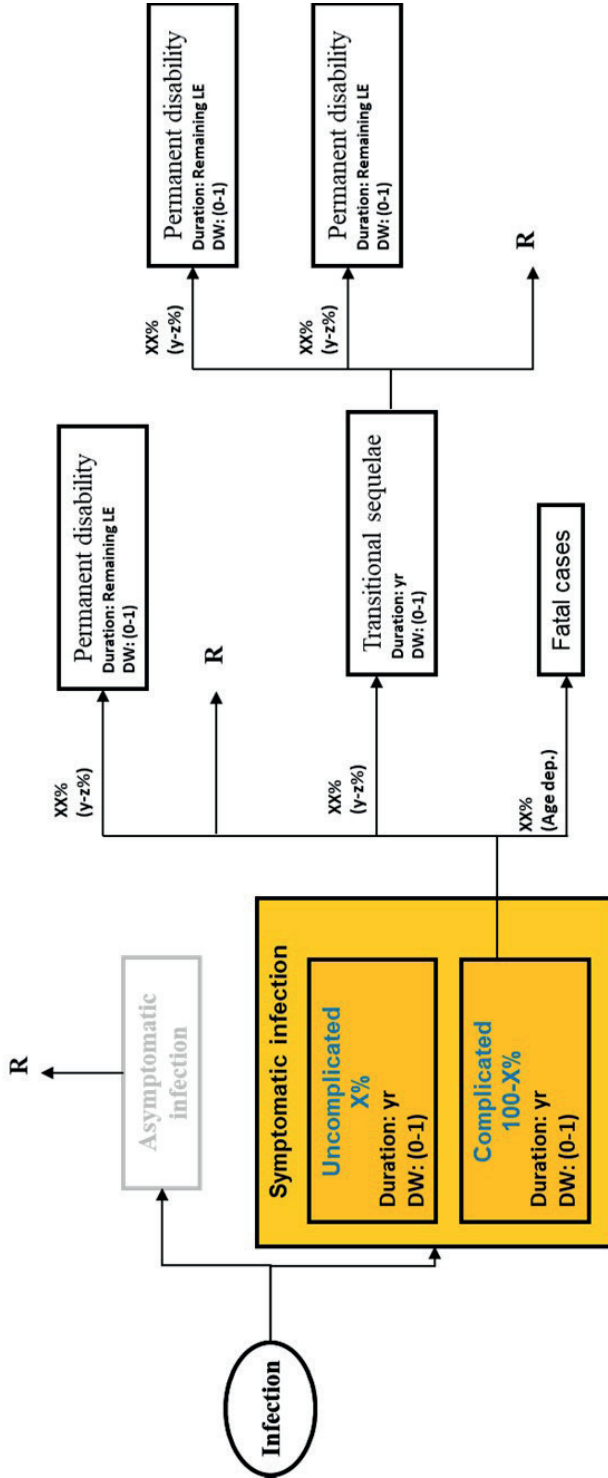 Infection
R
Asymptomatic
infection
Symptomatic infection
Uncomplicated
X%
Duration: yr
DW: (0-1)
Complicated
100-X%
Duration: yr
DW: (0-1)
XX%
(y-z%)
Permanent disability
Duration: Remaining LE
DW: (0-1)
R
XX%
(y-z%)
Transitional sequelae
Duration: yr
DW: (0-1)
XX%
(Age dep.)
Fatal cases
XX%
(y-z%)
Permanent disability
Duration: Remaining LE
DW: (0-1)
XX%
(y-z%)
Permanent disability
Duration: Remaining LE
DW: (0-1)
R